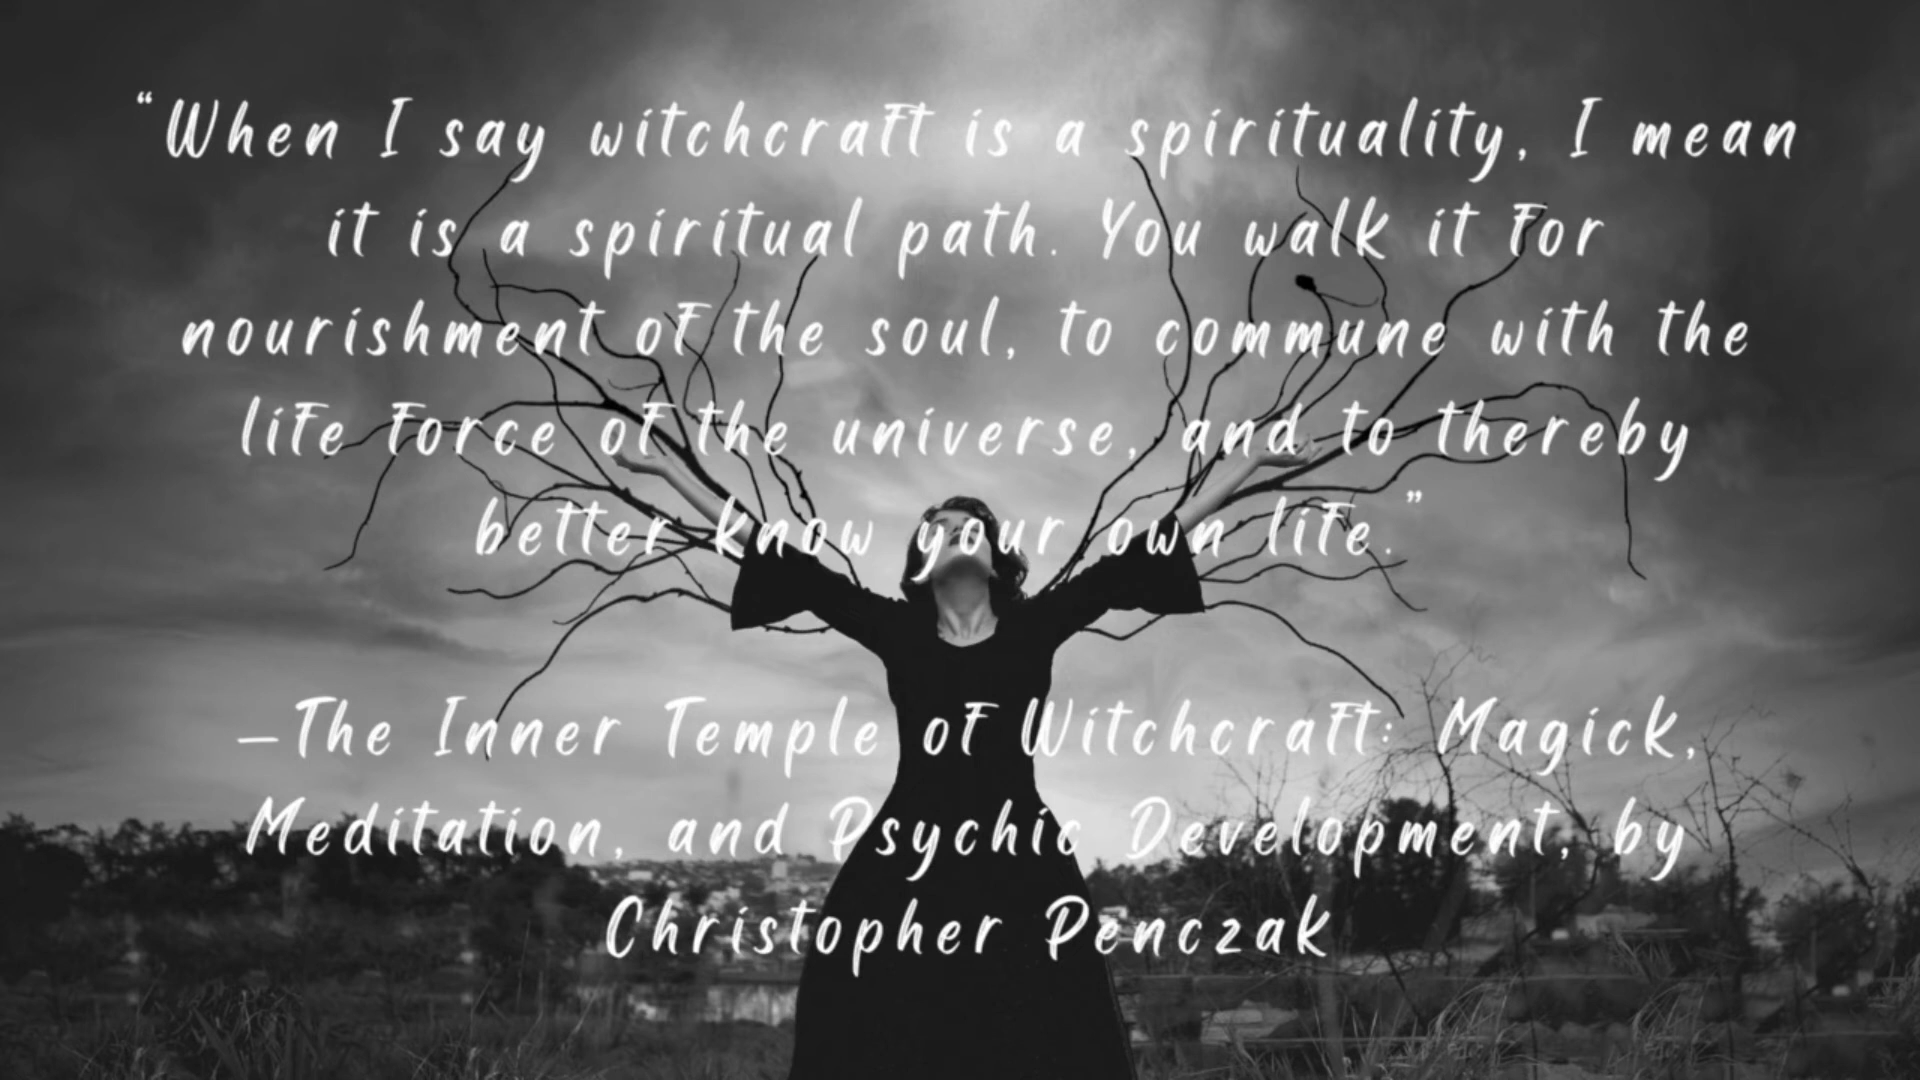 “When I say witchcraft is a spirituality, I mean
it is a spiritual path. You walk it for
nourishment of the soul, to commune with the
life force of the universe, and to thereby
better know your own life.”
—The Inner Temple of Witchcraft: Magick,
Meditation, and Psychic Development, by
Christopher Penczak